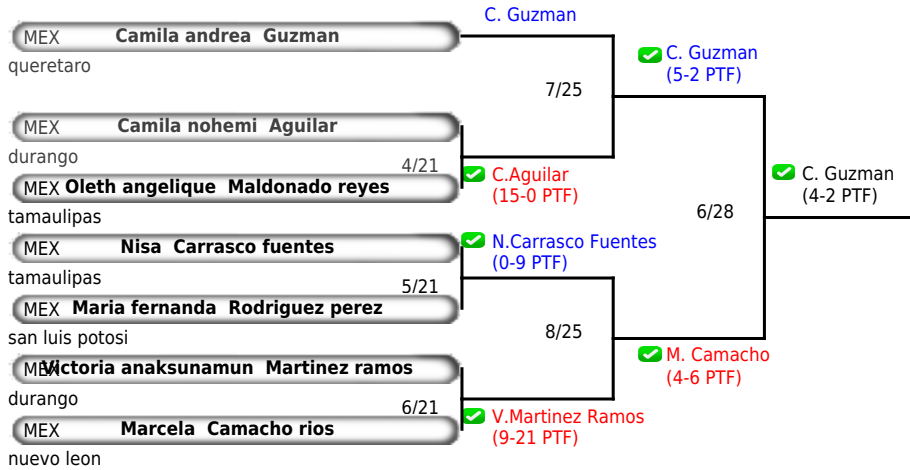 C. Guzman
MEX Camila andrea Guzman
queretaro
C. Guzman
(5-2 PTF)
7/25
MEX Camila nohemi Aguilar
durango
4/21
C.Aguilar
(15-0 PTF)
MEX Oleth angelique Maldonado reyes
tamaulipas
C. Guzman
(4-2 PTF)
6/28
MEX Nisa Carrasco fuentes
tamaulipas
N.Carrasco Fuentes
(0-9 PTF)
5/21
MEX Maria fernanda Rodriguez perez
san luis potosi
8/25
M. Camacho
(4-6 PTF)
MEX Victoria anaksunamun Martinez ramos
durango
6/21
V.Martinez Ramos
(9-21 PTF)
MEX Marcela Camacho rios
nuevo leon